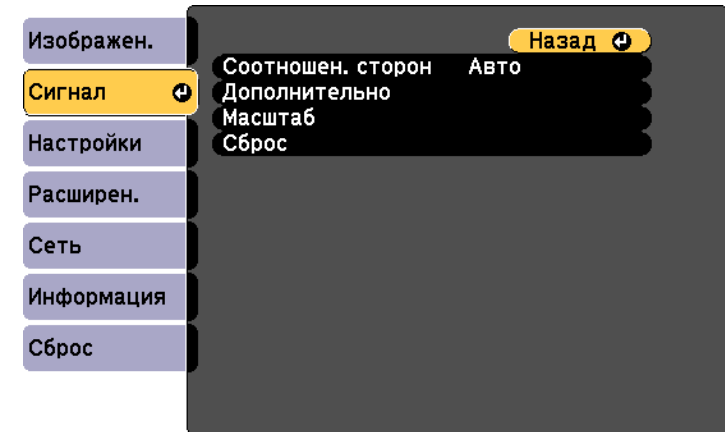 Изображен.
Сигнал
Настройки
Расширен.
Сеть
Информация
Сброс
Назад
Соотношен. сторон Авто
Дополнительно
Масштаб
Сброс